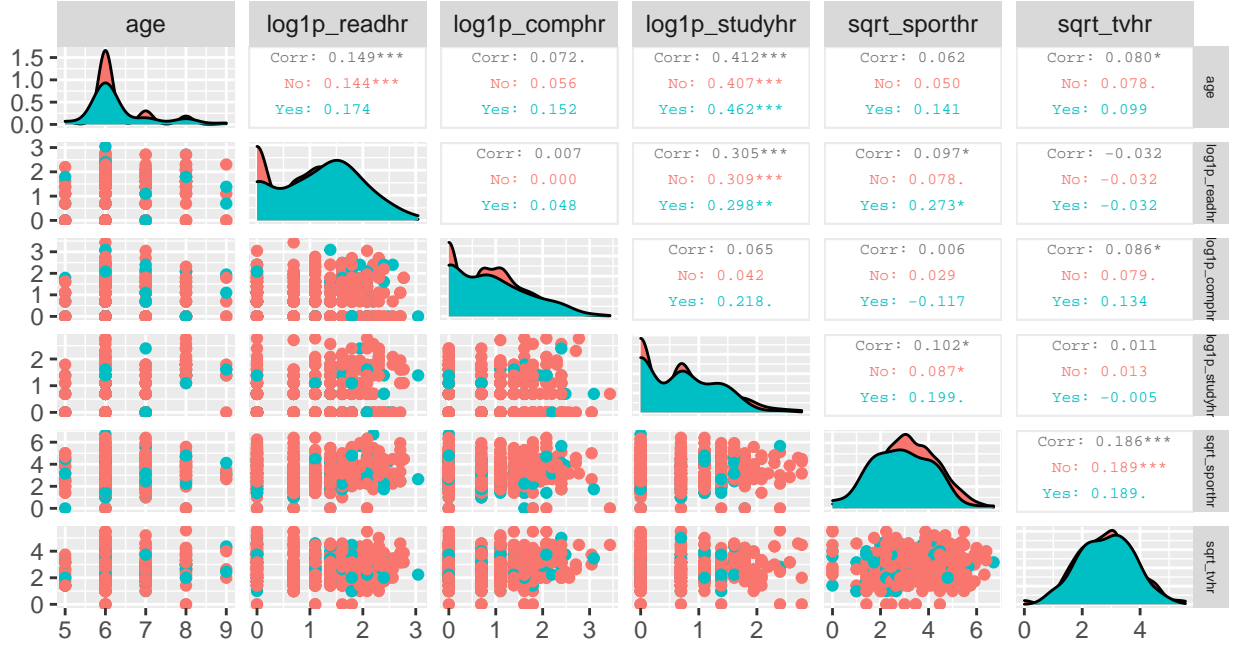 age log1p_readhr log1p_comphr log1p_studyhr sqrt_sporthr sqrt_tvhr
1.5
1.0
0.5
0.0
Corr: 0.149***
No: 0.144***
Yes: 0.174
Corr: 0.072.
No: 0.056
Yes: 0.152
Corr: 0.412***
No: 0.407***
Yes: 0.462***
Corr: 0.062
No: 0.050
Yes: 0.141
Corr: 0.080*
No: 0.078.
Yes: 0.099
age
3
2
1
0
Corr: 0.007
No: 0.000
Yes: 0.048
Corr: 0.305***
No: 0.309***
Yes: 0.298**
Corr: 0.097*
No: 0.078.
Yes: 0.273*
Corr: -0.032
No: -0.032
Yes: -0.032
log1p_readhr
3
2
1
0
Corr: 0.065
No: 0.042
Yes: 0.218.
Corr: 0.006
No: 0.029
Yes: -0.117
Corr: 0.086*
No: 0.079.
Yes: 0.134
log1p_comphr
2
1
0
Corr: 0.102*
No: 0.087*
Yes: 0.199.
Corr: 0.011
No: 0.013
Yes: -0.005
log1p_studyhr
6
4
2
0
Corr: 0.186***
No: 0.189***
Yes: 0.189.
sqrt_sporthr
4
2
0
sqrt_tvhr
5 6 7 8 9 0 1 2 3 0 1 2 3 0 1 2 0 2 4 6 0 2 4